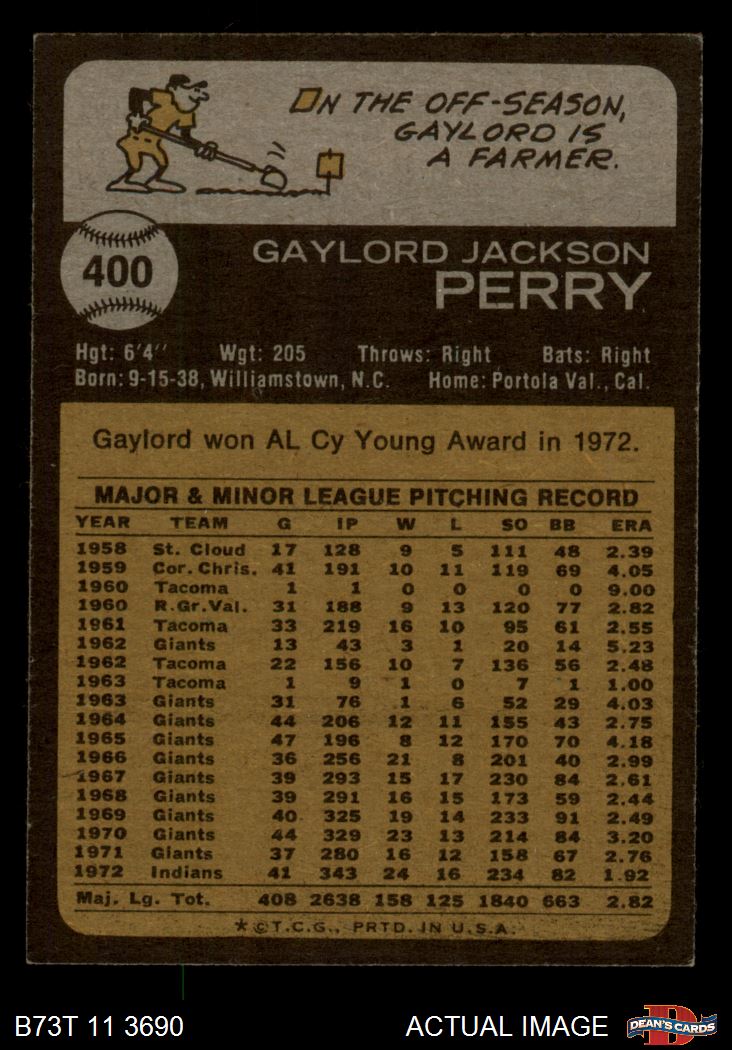 ON THE OFF-SEASON,
GAYLORD IS
A FARMER.
400
GAYLORD JACKSON
PERRY
Hgt: 6'4" Wgt: 205 Throws: Right Bats: Right
Born: 9-15-38, Williamstown, N.C. Home: Portola Val., Cal.
Gaylord won AL Cy Young Award in 1972.
MAJOR & MINOR LEAGUE PITCHING RECORD
YEAR TEAM G IP W L SO BB ERA
1958 St. Cloud 17 128 9 5 111 48 2.39
1959 Cor. Chris. 41 191 10 11 119 69 4.05
1960 Tacoma 1 1 0 0 0 0 9.00
1960 R.Gr.Val. 31 188 9 13 120 77 2.82
1961 Tacoma 33 219 16 10 95 61 2.55
1962 Giants 13 43 3 1 20 14 5.23
1962 Tacoma 22 156 10 7 136 56 2.48
1963 Tacoma 1 9 1 0 7 1 1.00
1963 Giants 31 76 1 6 52 29 4.03
1964 Giants 44 206 12 11 155 43 2.75
1965 Giants 47 196 8 12 170 70 4.18
1966 Giants 36 256 21 8 201 40 2.99
1967 Giants 39 293 15 17 230 84 2.61
1968 Giants 39 291 16 15 173 59 2.44
1969 Giants 40 325 19 14 233 91 2.49
1970 Giants 44 329 23 13 214 84 3.20
1971 Giants 37 280 16 12 158 67 2.76
1972 Indians 41 343 24 16 234 82 1.92
Maj. Lg. Tot. 408 2638 158 125 1840 663 2.82
*©T.C.G., PRTD. IN U.S.A.
B73T 11 3690 ACTUAL IMAGE
DEAN'S CARDS